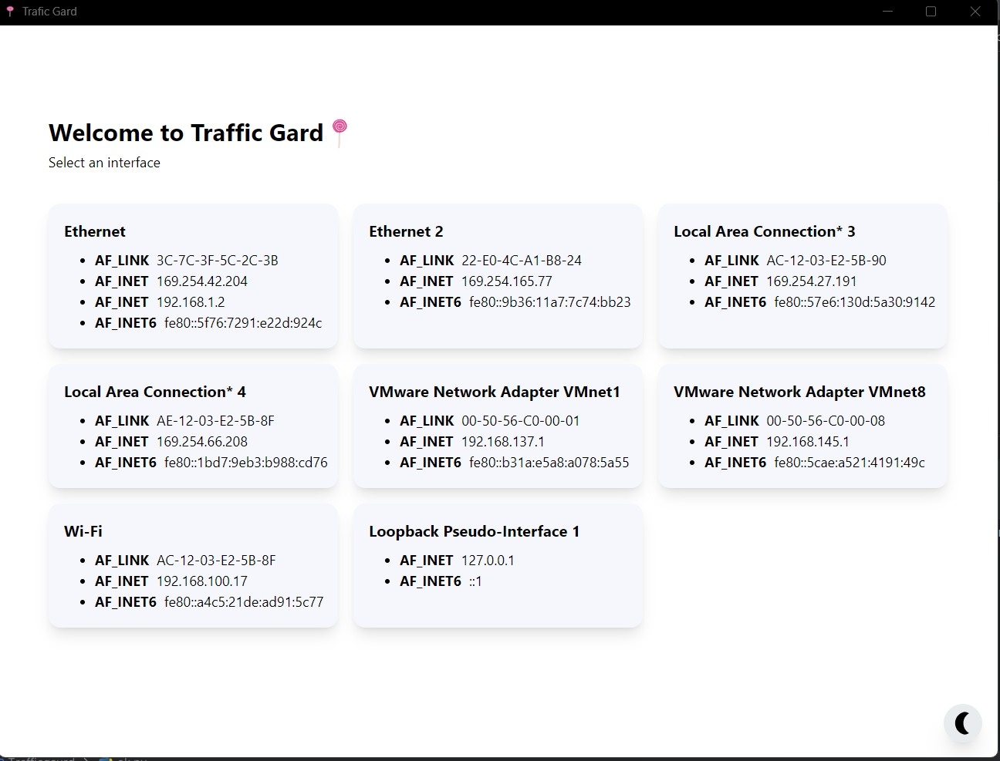 Trafic Gard
Welcome to Traffic Gard
Select an interface
Ethernet
AF_LINK 3C-7C-3F-5C-2C-3B
AF_INET 169.254.42.204
AF_INET 192.168.1.2
AF_INET6 fe80::5f76:7291:e22d:924c
Ethernet 2
AF_LINK 22-E0-4C-A1-B8-24
AF_INET 169.254.165.77
AF_INET6 fe80::9b36:11a7:7c74:bb23
Local Area Connection* 3
AF_LINK AC-12-03-E2-5B-90
AF_INET 169.254.27.191
AF_INET6 fe80::57e6:130d:5a30:9142
Local Area Connection* 4
AF_LINK AE-12-03-E2-5B-8F
AF_INET 169.254.66.208
AF_INET6 fe80::1bd7:9eb3:b988:cd76
VMware Network Adapter VMnet1
AF_LINK 00-50-56-C0-00-01
AF_INET 192.168.137.1
AF_INET6 fe80::b31a:e5a8:a078:5a55
VMware Network Adapter VMnet8
AF_LINK 00-50-56-C0-00-08
AF_INET 192.168.145.1
AF_INET6 fe80::5cae:a521:4191:49c
Wi-Fi
AF_LINK AC-12-03-E2-5B-8F
AF_INET 192.168.100.17
AF_INET6 fe80::a4c5:21de:ad91:5c77
Loopback Pseudo-Interface 1
AF_INET 127.0.0.1
AF_INET6 ::1